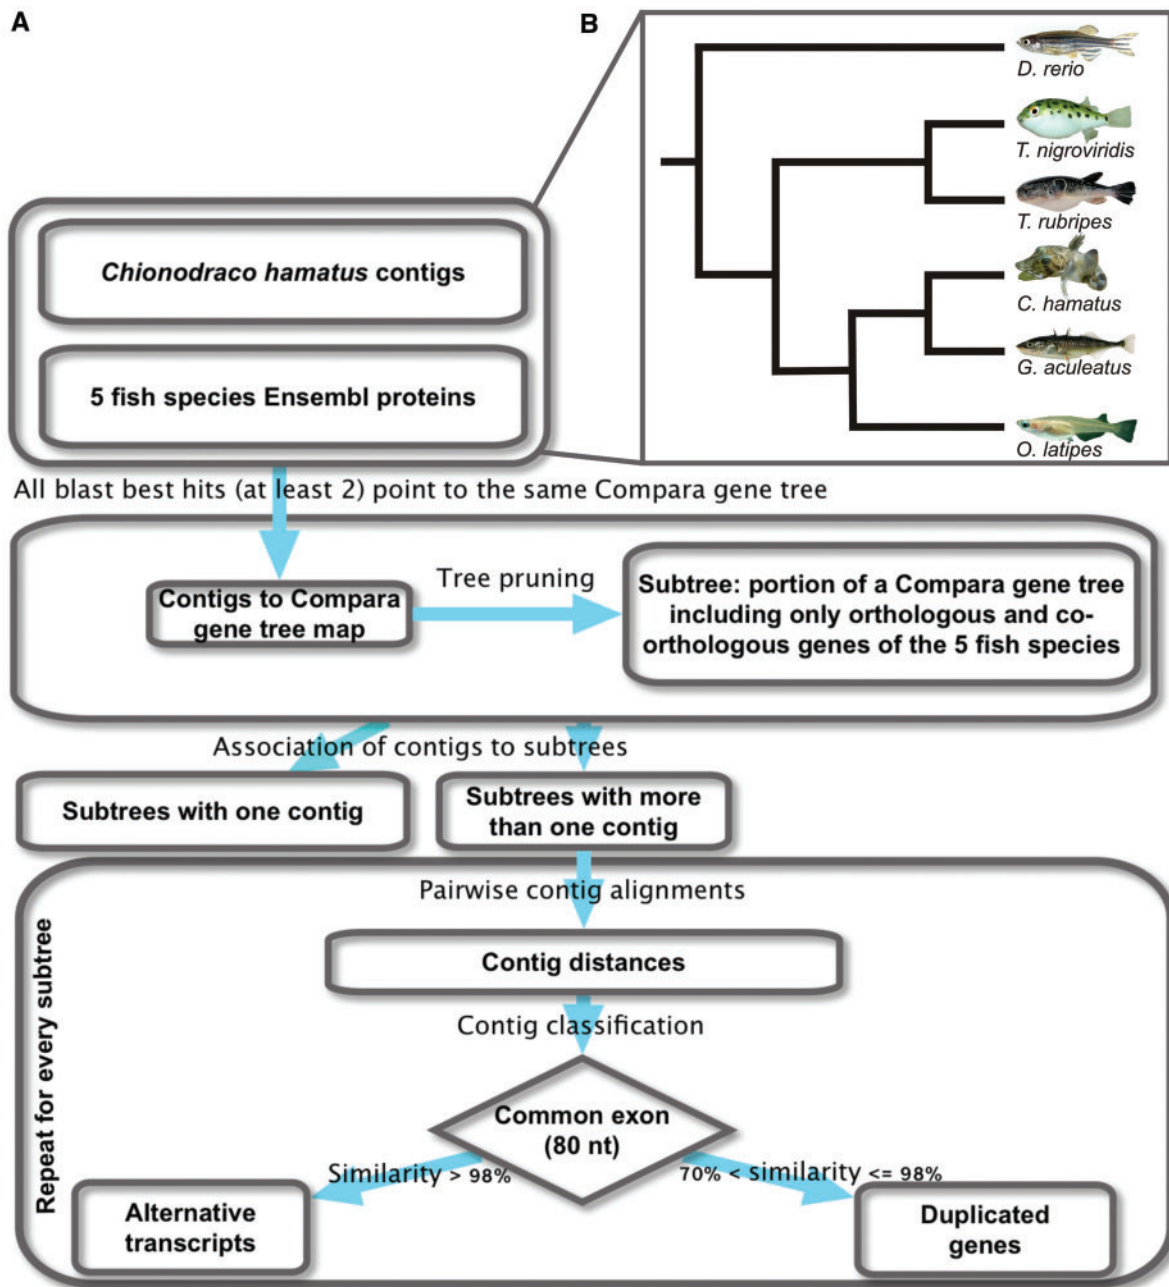 A
B
D. rerio
T. nigroviridis
T. rubripes
C. hamatus
G. aculeatus
O. latipes
Chionodraco hamatus contigs
5 fish species Ensembl proteins
All blast best hits (at least 2) point to the same Compara gene tree
Contigs to Compara
gene tree map
Tree pruning
Subtree: portion of a Compara gene tree
including only orthologous and co-
orthologous genes of the 5 fish species
Association of contigs to subtrees
Subtrees with one contig
Subtrees with more
than one contig
Repeat for every subtree
Pairwise contig alignments
Contig distances
Contig classification
Common exon
(80 nt)
Similarity > 98%
70% < similarity <= 98%
Alternative
transcripts
Duplicated
genes